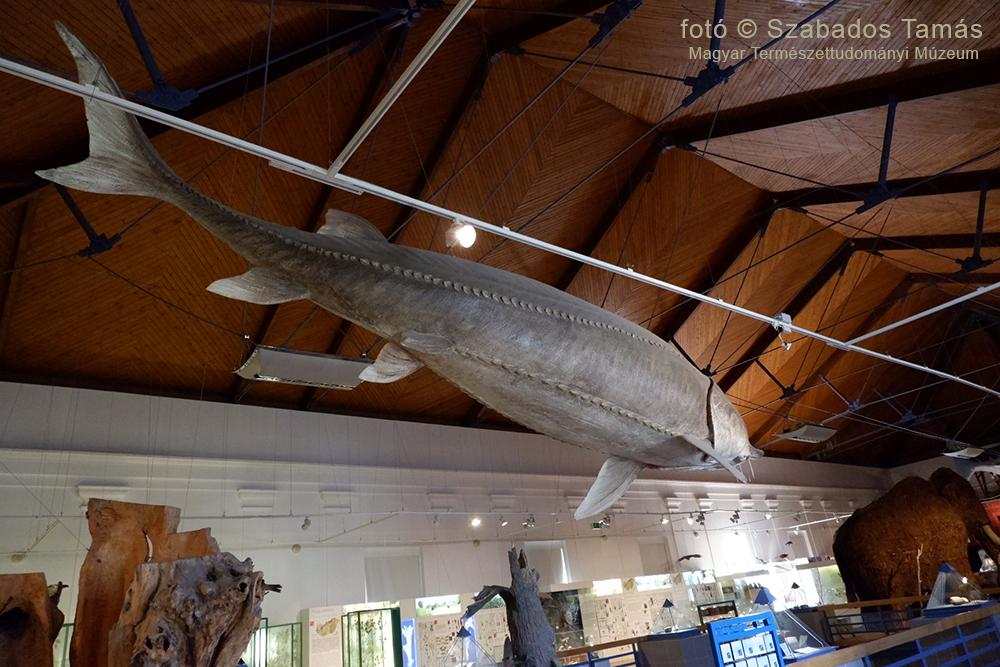 fotó © Szabados Tamás
Magyar Természettudományi Múzeum